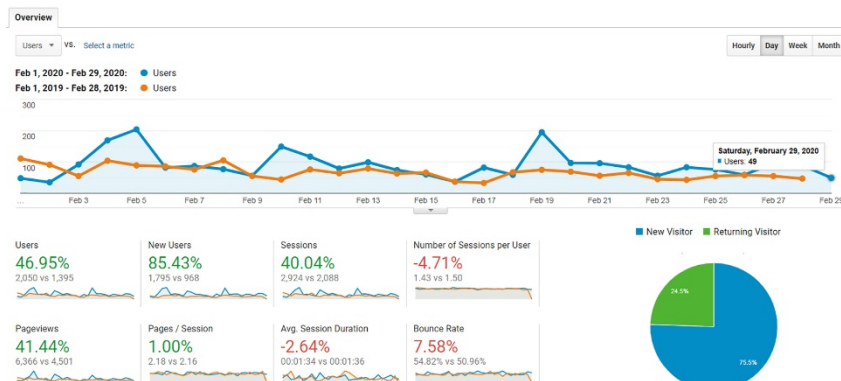 Overview
Users vs. Select a metric Hourly Day Week Month
Feb 1, 2020 - Feb 29, 2020: Users
Feb 1, 2019 - Feb 28, 2019: Users
300
200
100
Saturday, February 29, 2020
Users: 49
... Feb 3 Feb 5 Feb 7 Feb 9 Feb 11 Feb 13 Feb 15 Feb 17 Feb 19 Feb 21 Feb 23 Feb 25 Feb 27 Feb 29
New Visitor Returning Visitor
Users New Users Sessions Number of Sessions per User
46.95% 85.43% 40.04% -4.71%
2,050 vs 1,395 1,795 vs 968 2,924 vs 2,088 1.43 vs 1.50
24.5%
75.5%
Pageviews Pages / Session Avg. Session Duration Bounce Rate
41.44% 1.00% -2.64% 7.58%
6,366 vs 4,501 2.18 vs 2.16 00:01:34 vs 00:01:36 54.82% vs 50.96%